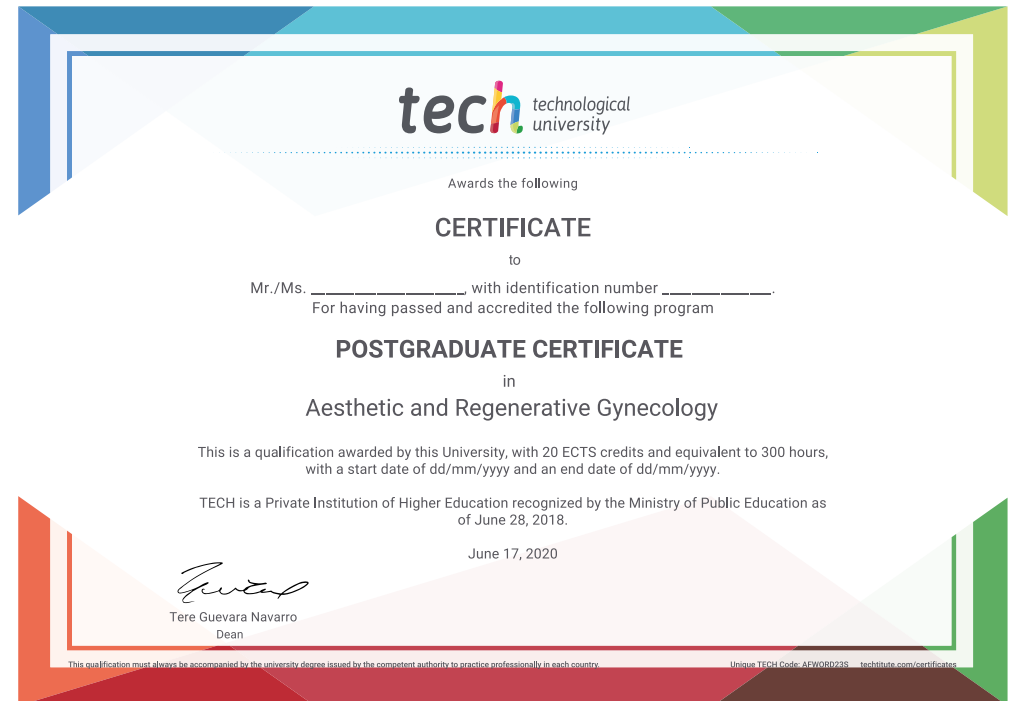 tech technological
university
Awards the following
CERTIFICATE
to
Mr./Ms. ____________________, with identification number ______________.
For having passed and accredited the following program
POSTGRADUATE CERTIFICATE
in
Aesthetic and Regenerative Gynecology
This is a qualification awarded by this University, with 20 ECTS credits and equivalent to 300 hours,
with a start date of dd/mm/yyyy and an end date of dd/mm/yyyy.
TECH is a Private Institution of Higher Education recognized by the Ministry of Public Education as
of June 28, 2018.
June 17, 2020
Tere Guevara Navarro
Dean
This qualification must always be accompanied by the university degree issued by the competent authority to practice professionally in each country.
Unique TECH Code: AFWORD23S techtitute.com/certificates